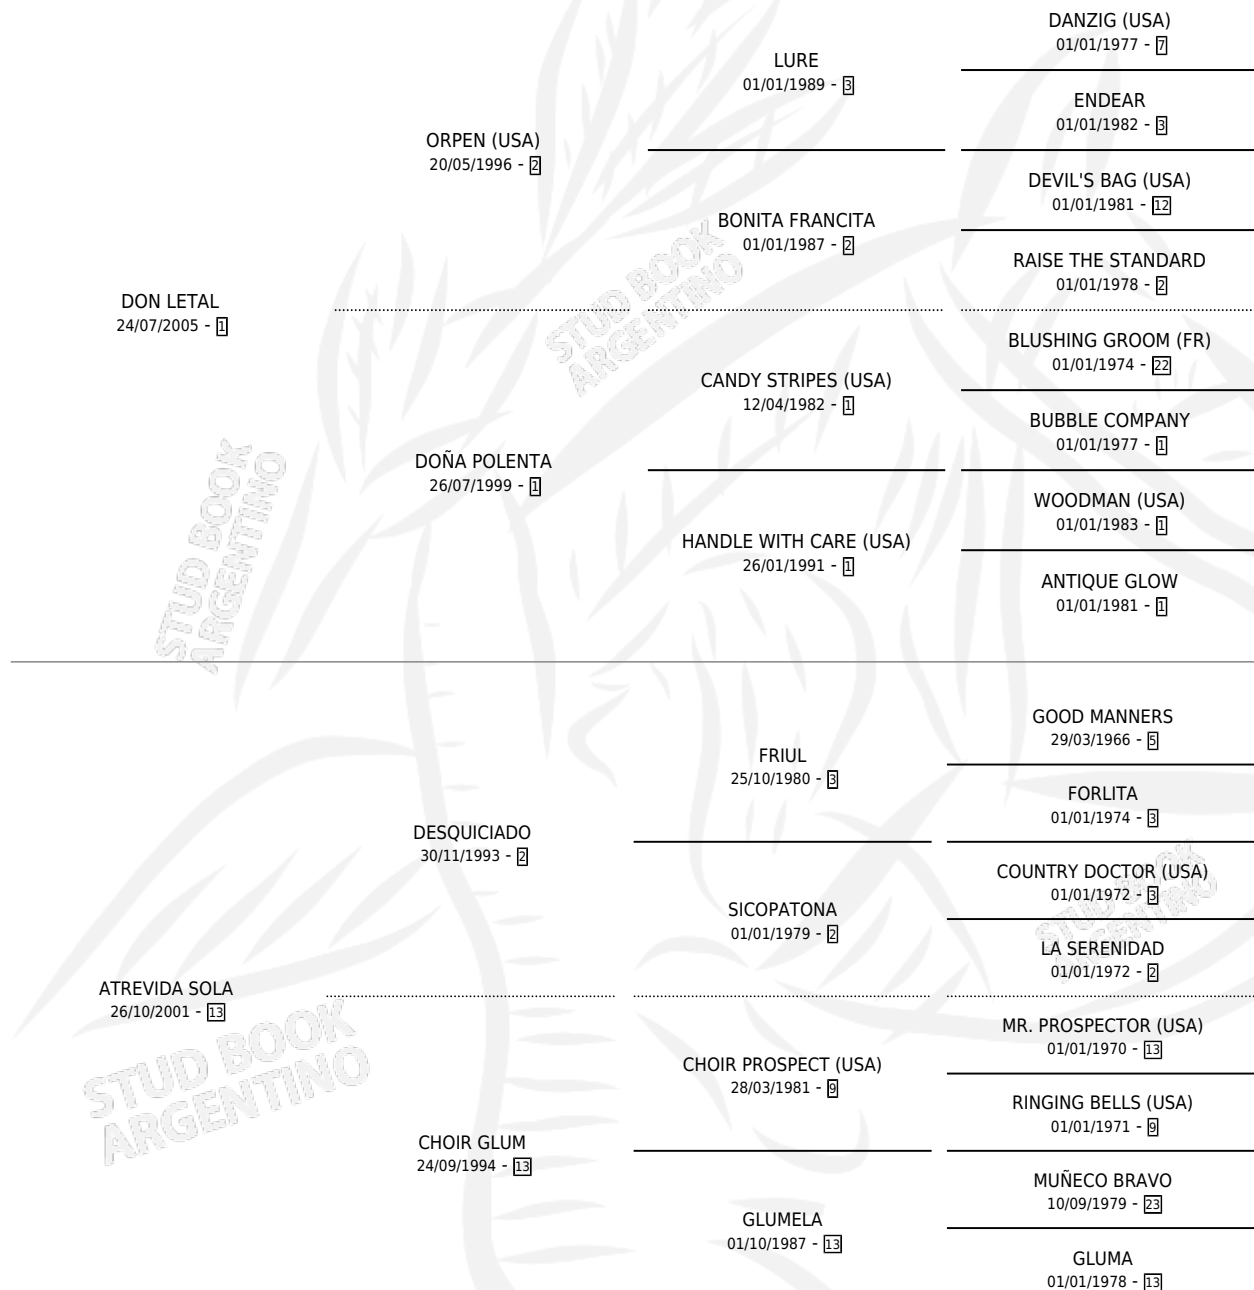 DANZIG (USA)
01/01/1977 - 7
LURE
01/01/1989 - 3
ENDEAR
01/01/1982 - 3
ORPEN (USA)
20/05/1996 - 2
DEVIL'S BAG (USA)
01/01/1981 - 12
BONITA FRANCITA
01/01/1987 - 2
RAISE THE STANDARD
01/01/1978 - 2
DON LETAL
24/07/2005 - 1
STUD BOOK
ARGENTINO
BLUSHING GROOM (FR)
01/01/1974 - 22
CANDY STRIPES (USA)
12/04/1982 - 1
BUBBLE COMPANY
01/01/1977 - 1
DOÑA POLENTA
26/07/1999 - 1
WOODMAN (USA)
01/01/1983 - 1
HANDLE WITH CARE (USA)
26/01/1991 - 1
ANTIQUE GLOW
01/01/1981 - 1
STUD BOOK
ARGENTINO
GOOD MANNERS
29/03/1966 - 5
FRIUL
25/10/1980 - 3
FORLITA
01/01/1974 - 3
DESQUICIADO
30/11/1993 - 2
COUNTRY DOCTOR (USA)
01/01/1972 - 3
SICOPATONA
01/01/1979 - 2
STUD BOOK
ARGENTINO
LA SERENIDAD
01/01/1972 - 2
ATREVIDA SOLA
26/10/2001 - 13
MR. PROSPECTOR (USA)
01/01/1970 - 13
CHOIR PROSPECT (USA)
28/03/1981 - 9
STUD BOOK
ARGENTINO
RINGING BELLS (USA)
01/01/1971 - 9
CHOIR GLUM
24/09/1994 - 13
MUÑECO BRAVO
10/09/1979 - 23
GLUMELA
01/10/1987 - 13
GLUMA
01/01/1978 - 13